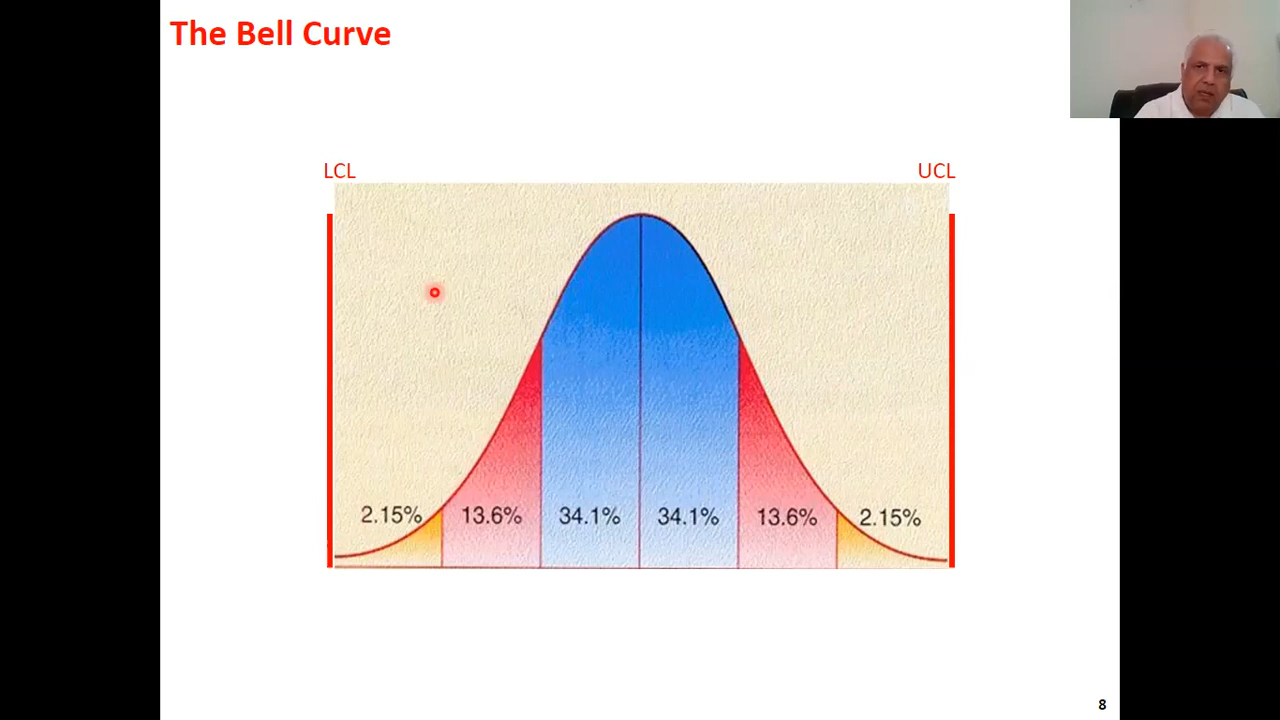 The Bell Curve
LCL UCL
2.15% 13.6% 34.1% 34.1% 13.6% 2.15%
8